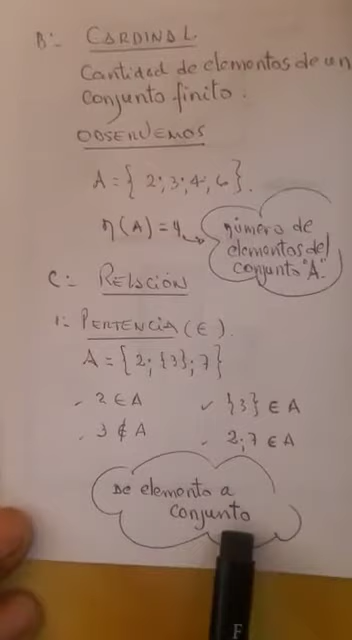 B:- CARDINAL
Cantidad de elementos de un
conjunto finito.
OBSERVEMOS
A = { 2; 3; 4; 6 }.
η(A) = 4
número de
elementos del
conjunto "A".
C:- RELACIÓN
1:- PERTENCIA (∈).
A = { 2; {3}; 7 }
2 ∈ A
{3} ∈ A
3 ∉ A
2; 7 ∈ A
De elemento a
conjunto
F